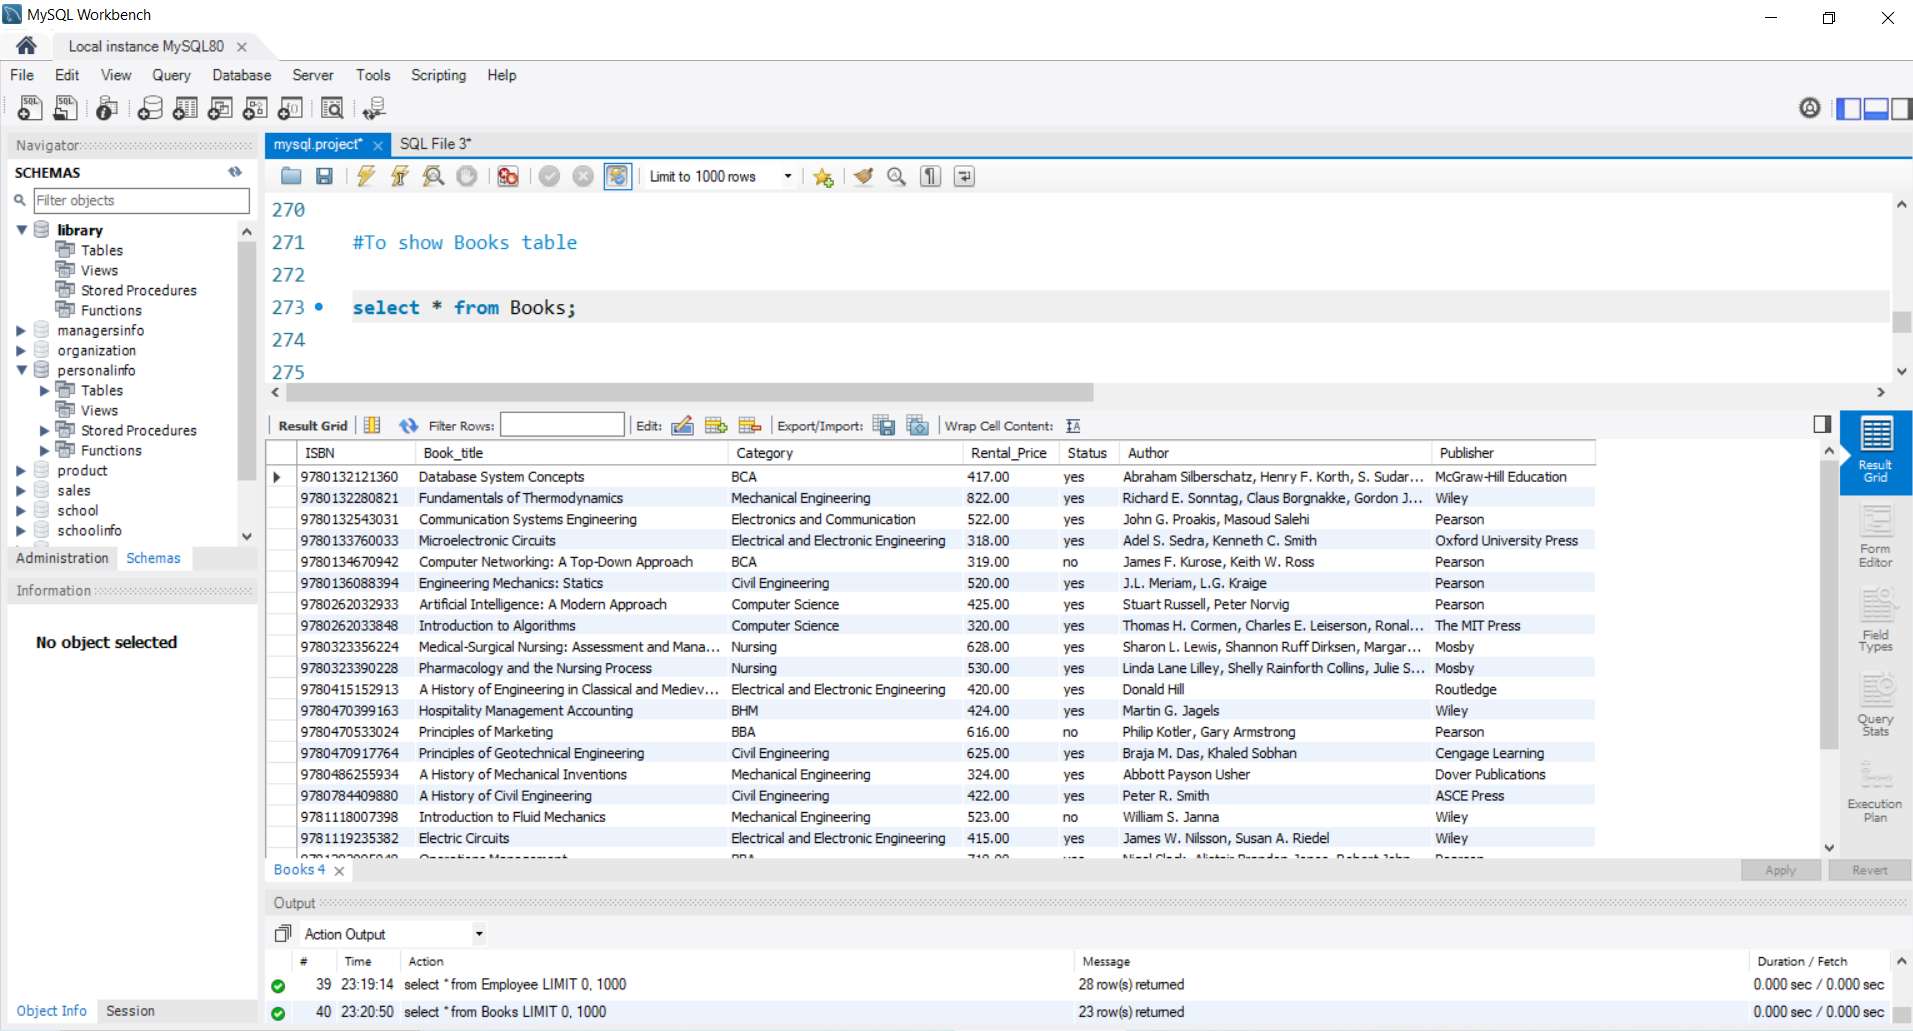 MySQL Workbench
Local instance MySQL80
File Edit View Query Database Server Tools Scripting Help
Navigator
SCHEMAS
Filter objects
library
Tables
Views
Stored Procedures
Functions
managersinfo
organization
personalinfo
Tables
Views
Stored Procedures
Functions
product
sales
school
schoolinfo
Administration Schemas
Information
No object selected
Object Info Session
mysql.project* SQL File 3*
Limit to 1000 rows
270
271 #To show Books table
272
273 select * from Books;
274
275
Result Grid Filter Rows: Edit: Export/Import: Wrap Cell Content:
ISBN Book_title Category Rental_Price Status Author Publisher
9780132121360 Database System Concepts BCA 417.00 yes Abraham Silberschatz, Henry F. Korth, S. Sudar... McGraw-Hill Education
9780132280821 Fundamentals of Thermodynamics Mechanical Engineering 822.00 yes Richard E. Sonntag, Claus Borgnakke, Gordon J... Wiley
9780132543031 Communication Systems Engineering Electronics and Communication 522.00 yes John G. Proakis, Masoud Salehi Pearson
9780133760033 Microelectronic Circuits Electrical and Electronic Engineering 318.00 yes Adel S. Sedra, Kenneth C. Smith Oxford University Press
9780134670942 Computer Networking: A Top-Down Approach BCA 319.00 no James F. Kurose, Keith W. Ross Pearson
9780136088394 Engineering Mechanics: Statics Civil Engineering 520.00 yes J.L. Meriam, L.G. Kraige Pearson
9780262032933 Artificial Intelligence: A Modern Approach Computer Science 425.00 yes Stuart Russell, Peter Norvig Pearson
9780262033848 Introduction to Algorithms Computer Science 320.00 yes Thomas H. Cormen, Charles E. Leiserson, Ronal... The MIT Press
9780323356224 Medical-Surgical Nursing: Assessment and Mana... Nursing 628.00 yes Sharon L. Lewis, Shannon Ruff Dirksen, Margar... Mosby
9780323390228 Pharmacology and the Nursing Process Nursing 530.00 yes Linda Lane Lilley, Shelly Rainforth Collins, Julie S... Mosby
9780415152913 A History of Engineering in Classical and Mediev... Electrical and Electronic Engineering 420.00 yes Donald Hill Routledge
9780470399163 Hospitality Management Accounting BHM 424.00 yes Martin G. Jagels Wiley
9780470533024 Principles of Marketing BBA 616.00 no Philip Kotler, Gary Armstrong Pearson
9780470917764 Principles of Geotechnical Engineering Civil Engineering 625.00 yes Braja M. Das, Khaled Sobhan Cengage Learning
9780486255934 A History of Mechanical Inventions Mechanical Engineering 324.00 yes Abbott Payson Usher Dover Publications
9780784409880 A History of Civil Engineering Civil Engineering 422.00 yes Peter R. Smith ASCE Press
9781118007398 Introduction to Fluid Mechanics Mechanical Engineering 523.00 no William S. Janna Wiley
9781119235382 Electric Circuits Electrical and Electronic Engineering 415.00 yes James W. Nilsson, Susan A. Riedel Wiley
Result Grid
Form Editor
Field Types
Query Stats
Execution Plan
Books 4 Apply Revert
Output
Action Output
# Time Action Message Duration / Fetch
39 23:19:14 select * from Employee LIMIT 0, 1000 28 row(s) returned 0.000 sec / 0.000 sec
40 23:20:50 select * from Books LIMIT 0, 1000 23 row(s) returned 0.000 sec / 0.000 sec